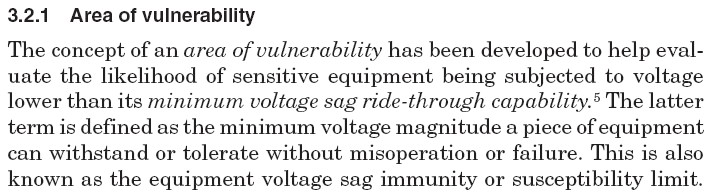 3.2.1 Area of vulnerability
The concept of an area of vulnerability has been developed to help eval-
uate the likelihood of sensitive equipment being subjected to voltage
lower than its minimum voltage sag ride-through capability.5 The latter
term is defined as the minimum voltage magnitude a piece of equipment
can withstand or tolerate without misoperation or failure. This is also
known as the equipment voltage sag immunity or susceptibility limit.